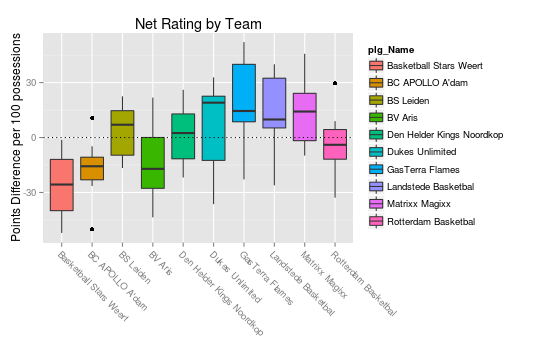 Net Rating by Team
Points Difference per 100 possessions
30
0
-30
Basketball Stars Weert
BC APOLLO A'dam
BS Leiden
BV Aris
Den Helder Kings Noordkop
Dukes Unlimited
GasTerra Flames
Landstede Basketbal
Matrixx Magixx
Rotterdam Basketbal
plg_Name
Basketball Stars Weert
BC APOLLO A'dam
BS Leiden
BV Aris
Den Helder Kings Noordkop
Dukes Unlimited
GasTerra Flames
Landstede Basketbal
Matrixx Magixx
Rotterdam Basketbal